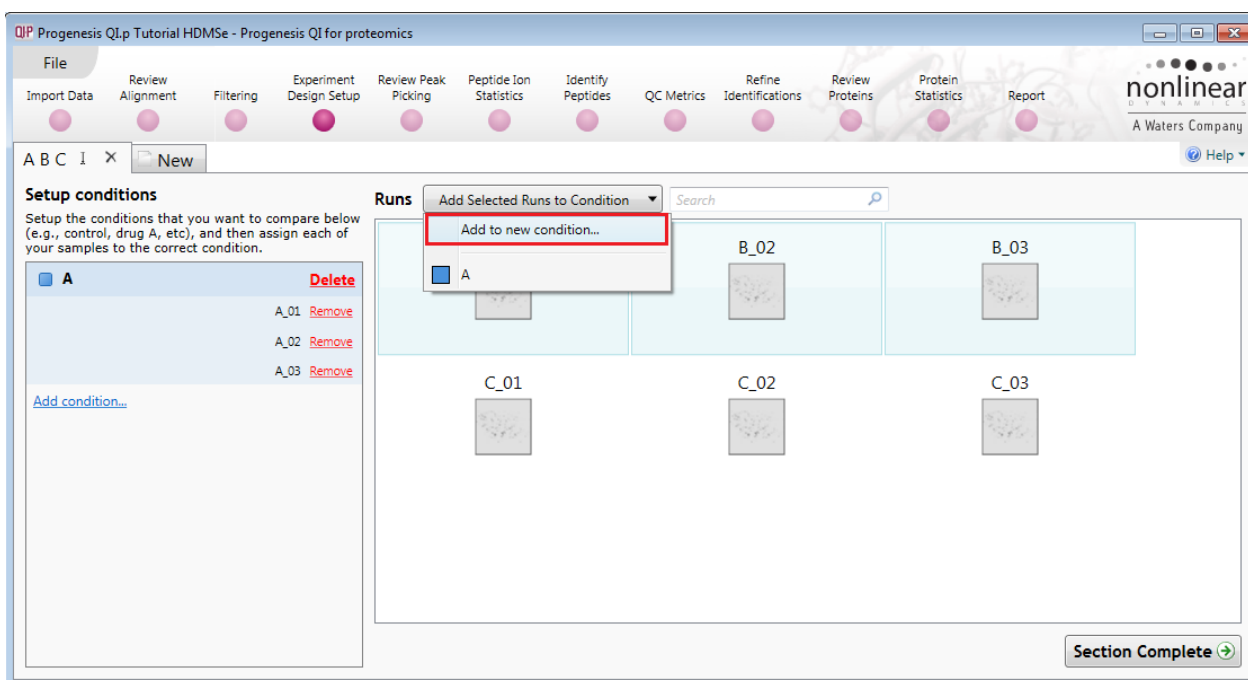 QIP Progenesis QI.p Tutorial HDMSe - Progenesis QI for proteomics
File
Import Data
Review
Alignment
Filtering
Experiment
Design Setup
Review Peak
Picking
Peptide Ion
Statistics
Identify
Peptides
QC Metrics
Refine
Identifications
Review
Proteins
Protein
Statistics
Report
nonlinear
DYNAMICS
A Waters Company
A B C
New
Help
Setup conditions
Setup the conditions that you want to compare below
(e.g., control, drug A, etc), and then assign each of
your samples to the correct condition.
A Delete
A_01 Remove
A_02 Remove
A_03 Remove
Add condition...
Runs
Add Selected Runs to Condition
Search
Add to new condition...
A
B_02
B_03
C_01
C_02
C_03
Section Complete